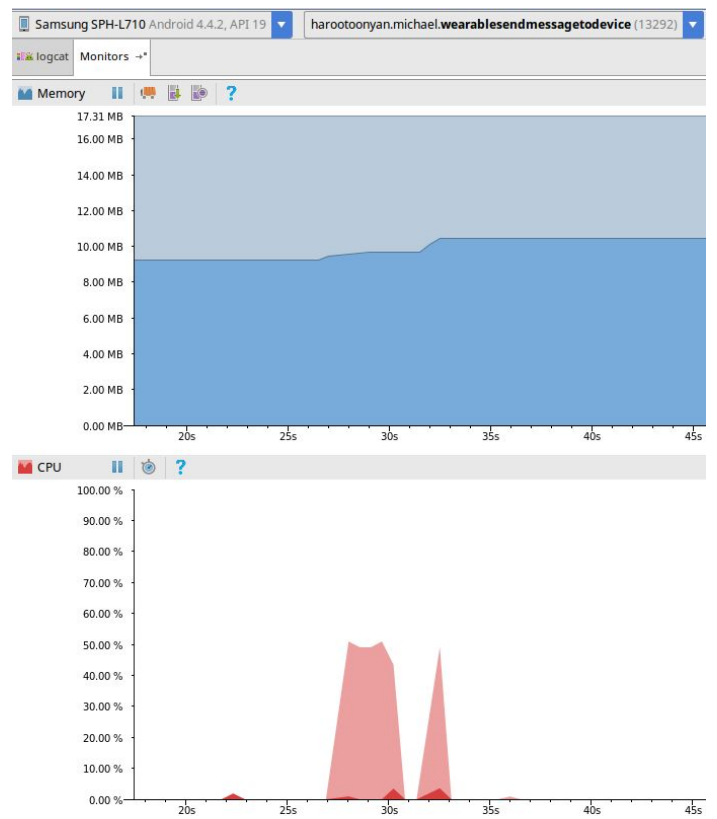 Samsung SPH-L710 Android 4.4.2, API 19 harootoonyan.michael.wearablesendmessagetodevice (13292)
logcat Monitors
Memory ?
17.31 MB
16.00 MB
14.00 MB
12.00 MB
10.00 MB
8.00 MB
6.00 MB
4.00 MB
2.00 MB
0.00 MB
20s 25s 30s 35s 40s 45s
CPU ?
100.00 %
90.00 %
80.00 %
70.00 %
60.00 %
50.00 %
40.00 %
30.00 %
20.00 %
10.00 %
0.00 %
20s 25s 30s 35s 40s 45s